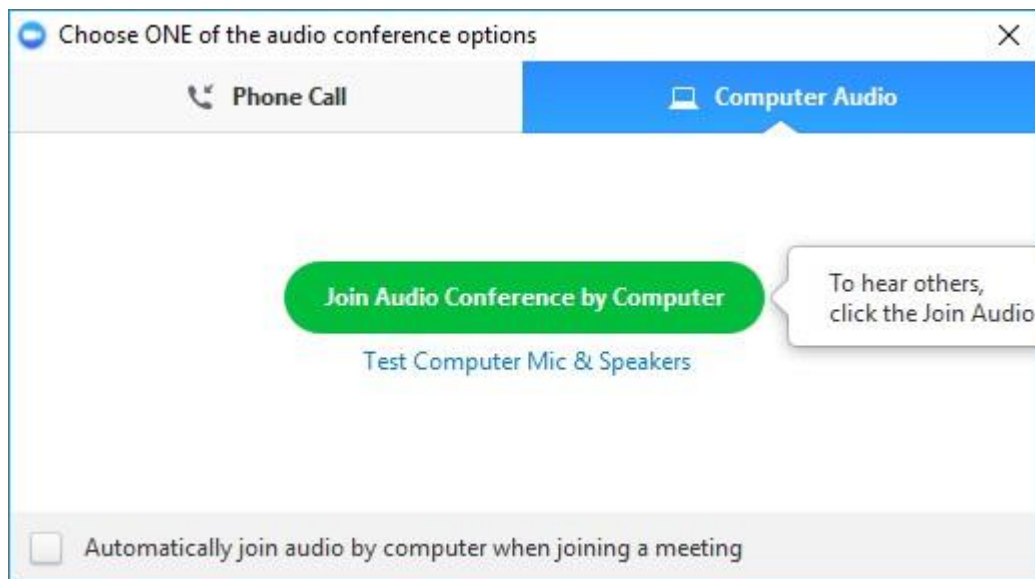 Choose ONE of the audio conference options
Phone Call
Computer Audio
Join Audio Conference by Computer
To hear others,
click the Join Audio
Test Computer Mic & Speakers
Automatically join audio by computer when joining a meeting